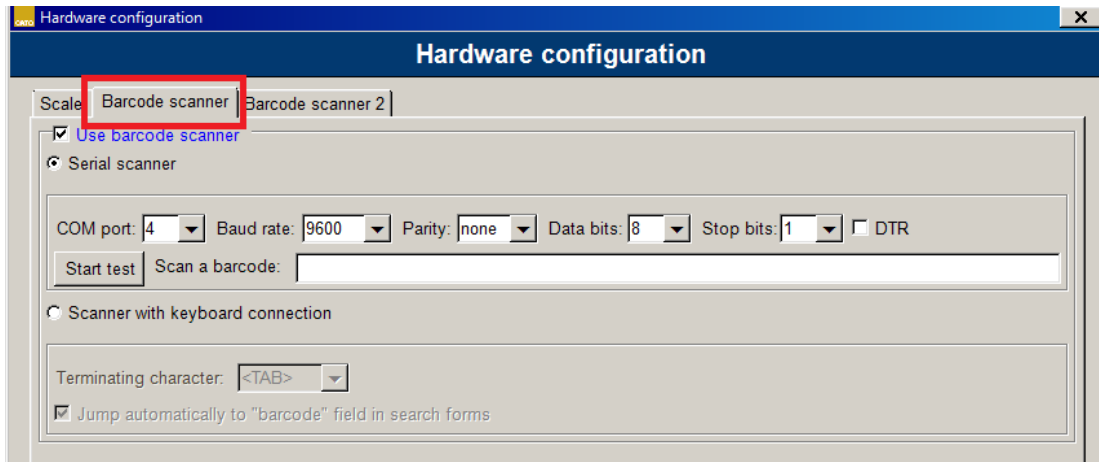 CATO Hardware configuration
Hardware configuration
Scale Barcode scanner Barcode scanner 2
Use barcode scanner
Serial scanner
COM port: 4 Baud rate: 9600 Parity: none Data bits: 8 Stop bits: 1 DTR
Start test Scan a barcode:
Scanner with keyboard connection
Terminating character: <TAB>
Jump automatically to "barcode" field in search forms